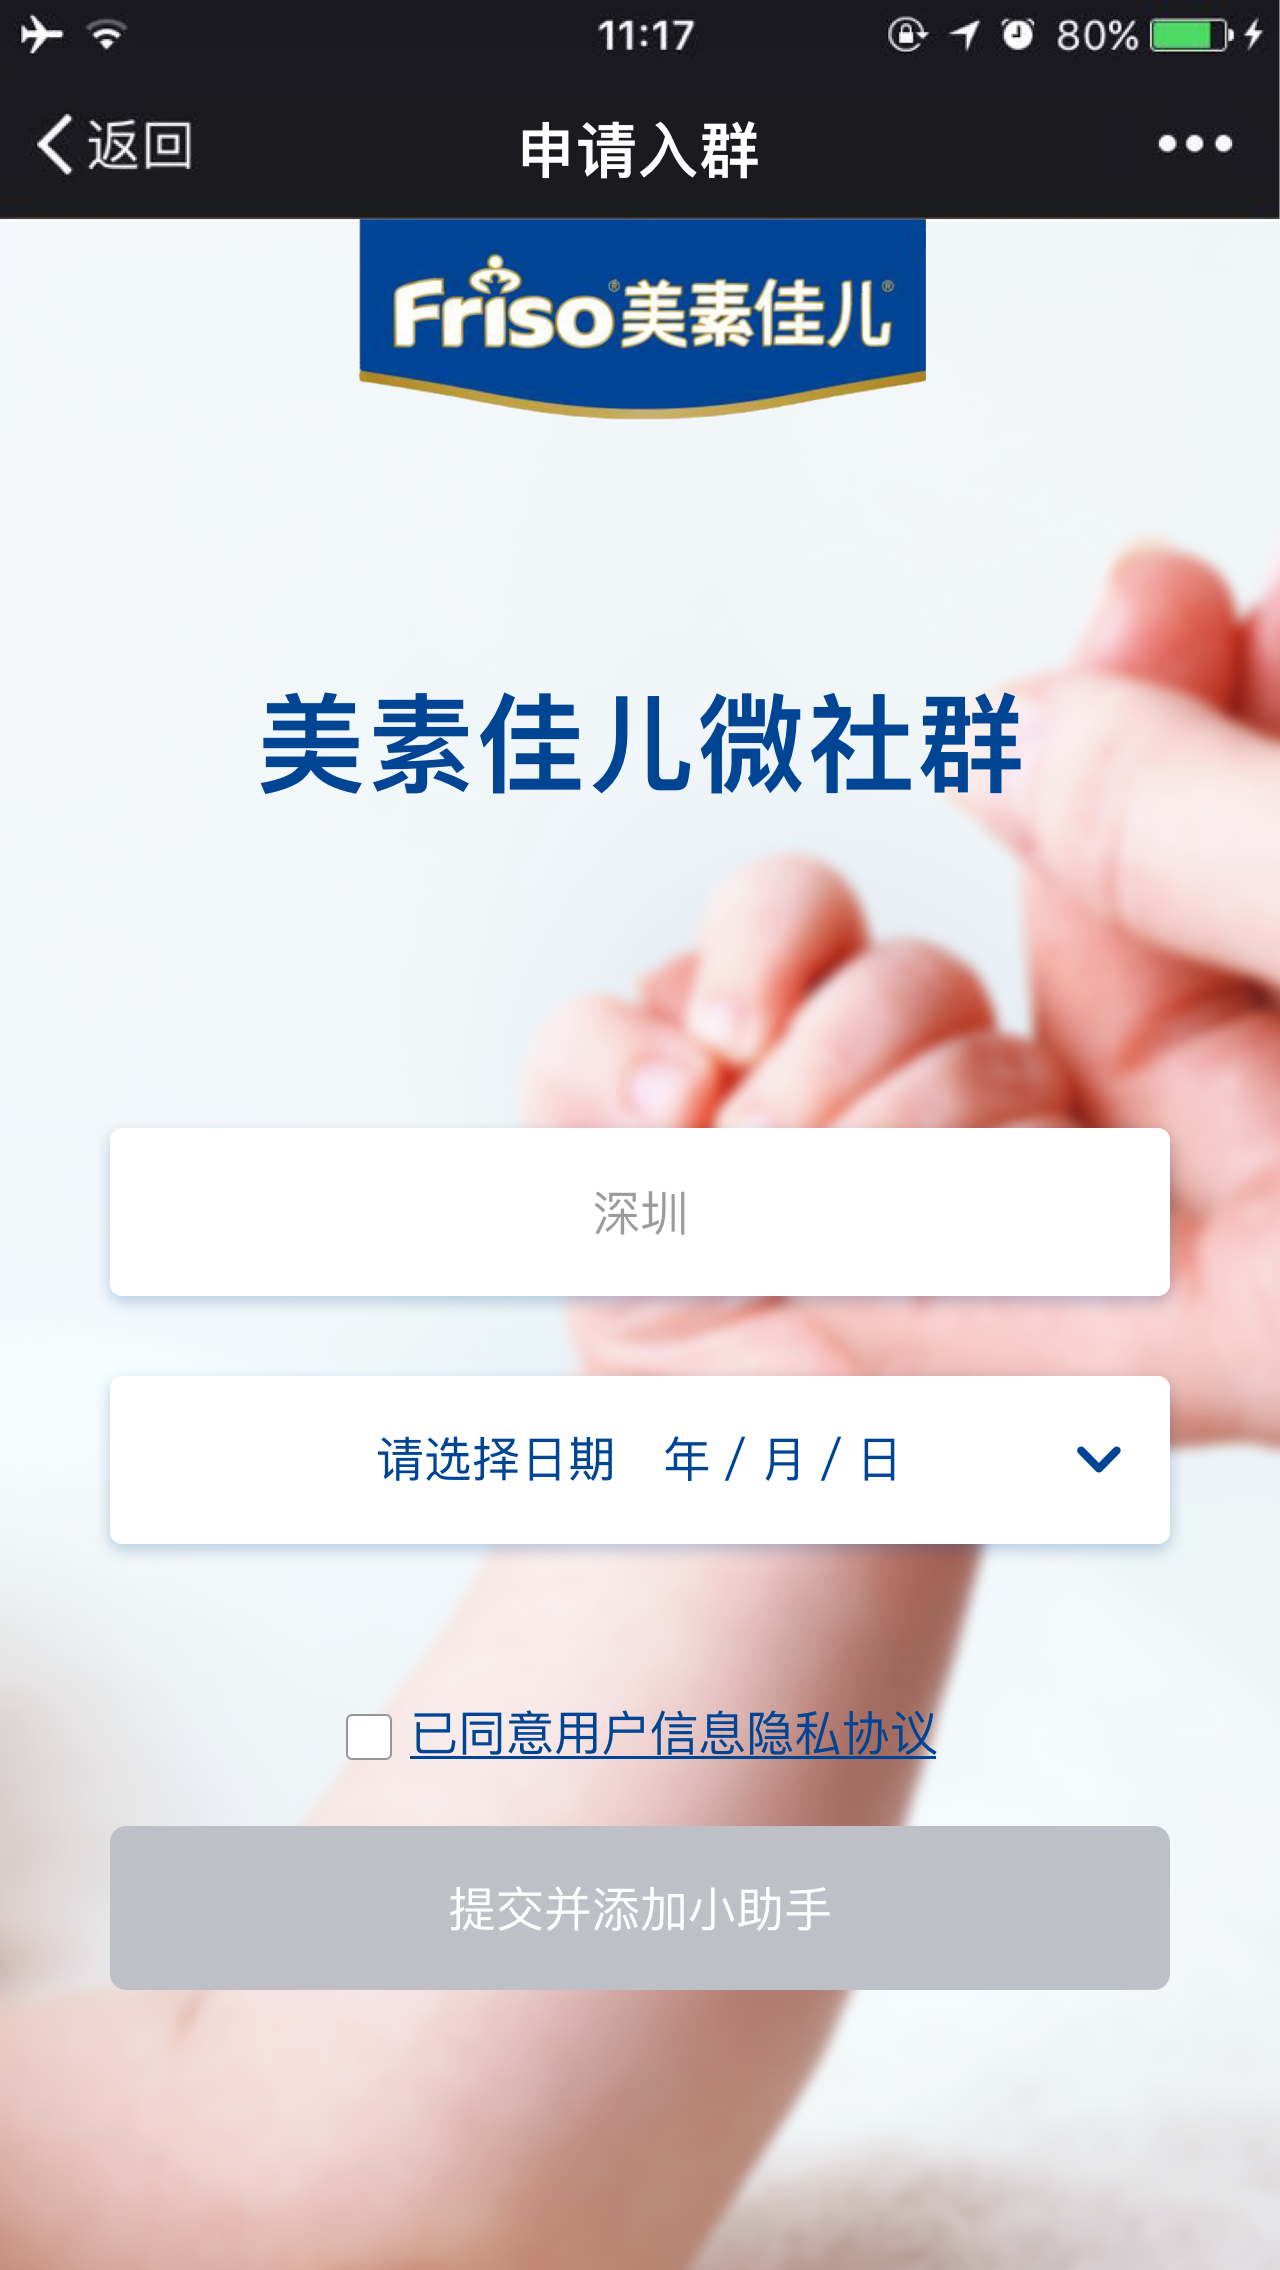 11:17
80%
返回
申请入群
Friso®美素佳儿®
美素佳儿微社群
深圳
请选择日期 年 / 月 / 日
已同意用户信息隐私协议
提交并添加小助手